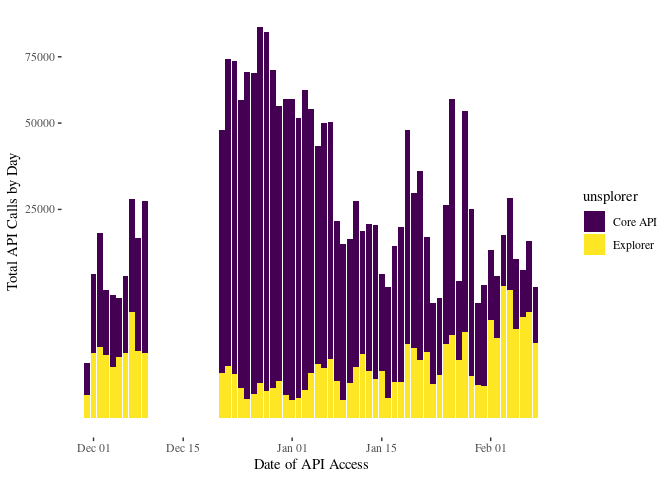 75000
50000
25000
Total API Calls by Day
Dec 01
Dec 15
Jan 01
Jan 15
Feb 01
Date of API Access
unsplorer
Core API
Explorer